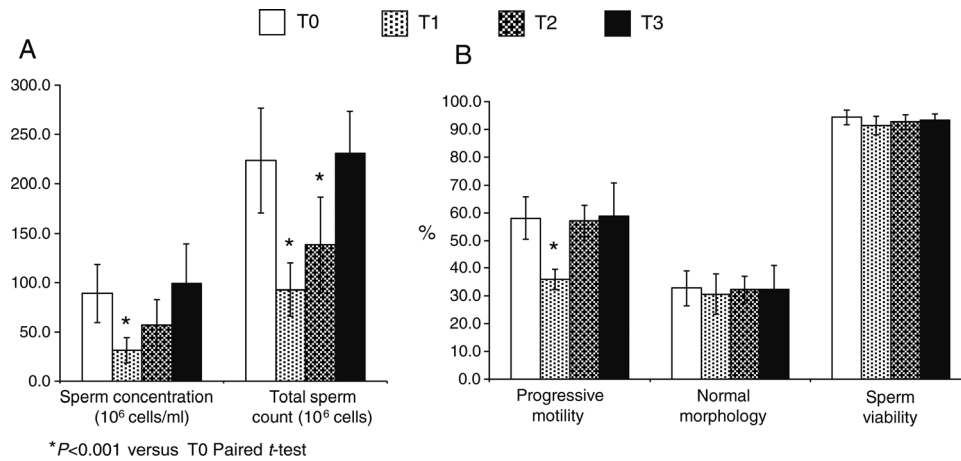 T0 T1 T2 T3
A
300.0
250.0
200.0
150.0
100.0
50.0
0.0
*
*
*
Sperm concentration
(10⁶ cells/ml)
Total sperm
count (10⁶ cells)
*P<0.001 versus T0 Paired t-test
B
%
100.0
90.0
80.0
70.0
60.0
50.0
40.0
30.0
20.0
10.0
0.0
*
Progressive
motility
Normal
morphology
Sperm
viability